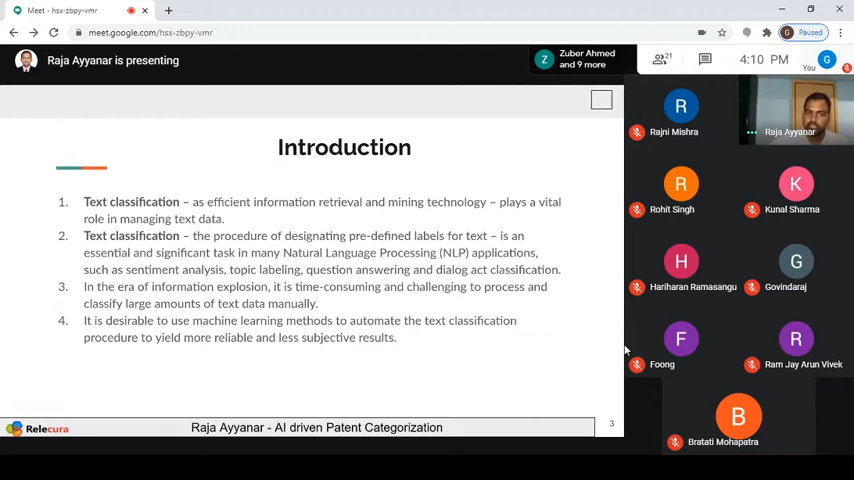 Meet - hsx-zbpy-vmr
meet.google.com/hsx-zbpy-vmr
G
Paused
Raja Ayyanar is presenting
Z
Zuber Ahmed
and 9 more
21
4:10 PM
G
You
Introduction
1. Text classification – as efficient information retrieval and mining technology – plays a vital
role in managing text data.
2. Text classification – the procedure of designating pre-defined labels for text – is an
essential and significant task in many Natural Language Processing (NLP) applications,
such as sentiment analysis, topic labeling, question answering and dialog act classification.
3. In the era of information explosion, it is time-consuming and challenging to process and
classify large amounts of text data manually.
4. It is desirable to use machine learning methods to automate the text classification
procedure to yield more reliable and less subjective results.
Relecura
Raja Ayyanar - AI driven Patent Categorization
3
R
Rajni Mishra
Raja Ayyanar
R
Rohit Singh
K
Kunal Sharma
H
Hariharan Ramasangu
G
Govindaraj
F
Foong
R
Ram Jay Arun Vivek
B
Bratati Mohapatra